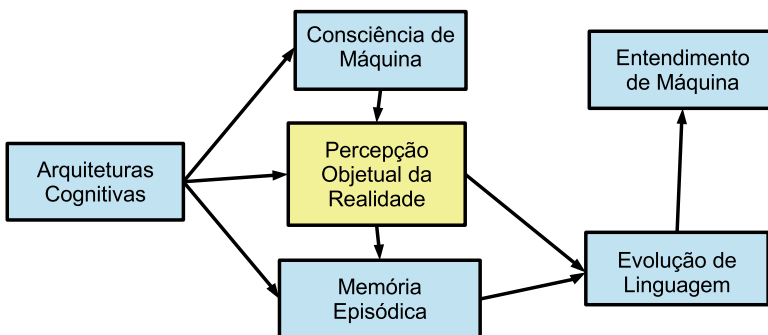 Consciência de
Máquina
Entendimento
de Máquina
Percepção
Objetual da
Realidade
Arquiteturas
Cognitivas
Evolução de
Linguagem
Memória
Episódica